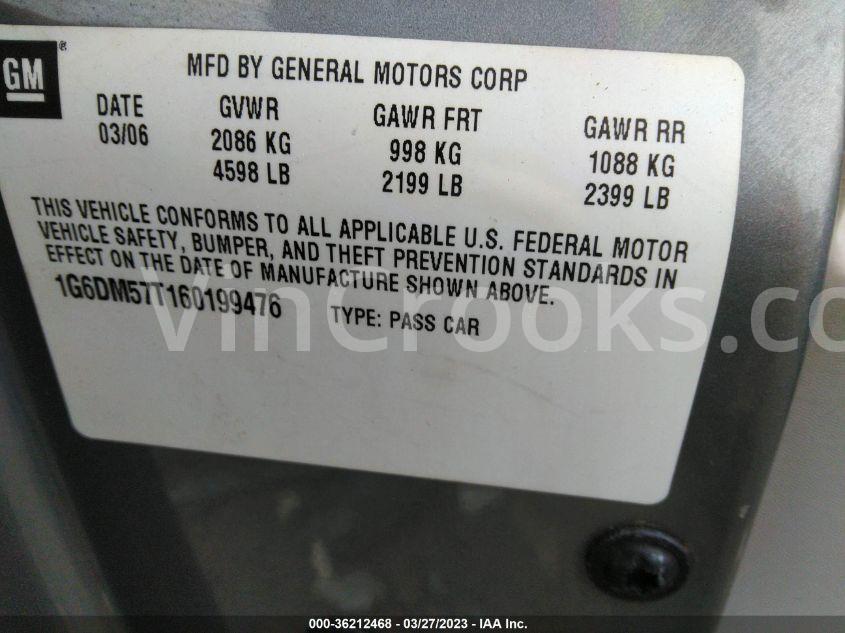 GM ®
MFD BY GENERAL MOTORS CORP
DATE GVWR GAWR FRT GAWR RR
03/06 2086 KG 998 KG 1088 KG
4598 LB 2199 LB 2399 LB
THIS VEHICLE CONFORMS TO ALL APPLICABLE U.S. FEDERAL MOTOR
VEHICLE SAFETY, BUMPER, AND THEFT PREVENTION STANDARDS IN
EFFECT ON THE DATE OF MANUFACTURE SHOWN ABOVE.
1G6DM57T160199476 TYPE: PASS CAR
VinCrooks.co
000-36212468 - 03/27/2023 - IAA Inc.